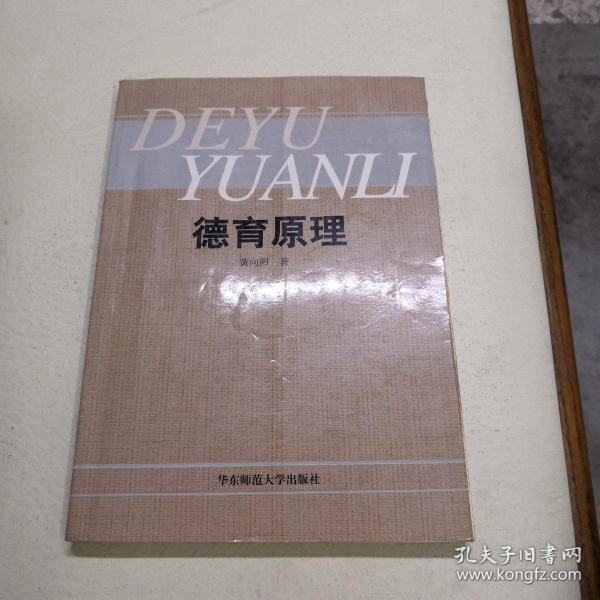 DEYU
YUANLI
德育原理
黄向阳 著
华东师范大学出版社
孔夫子旧书网
www.kongfz.com